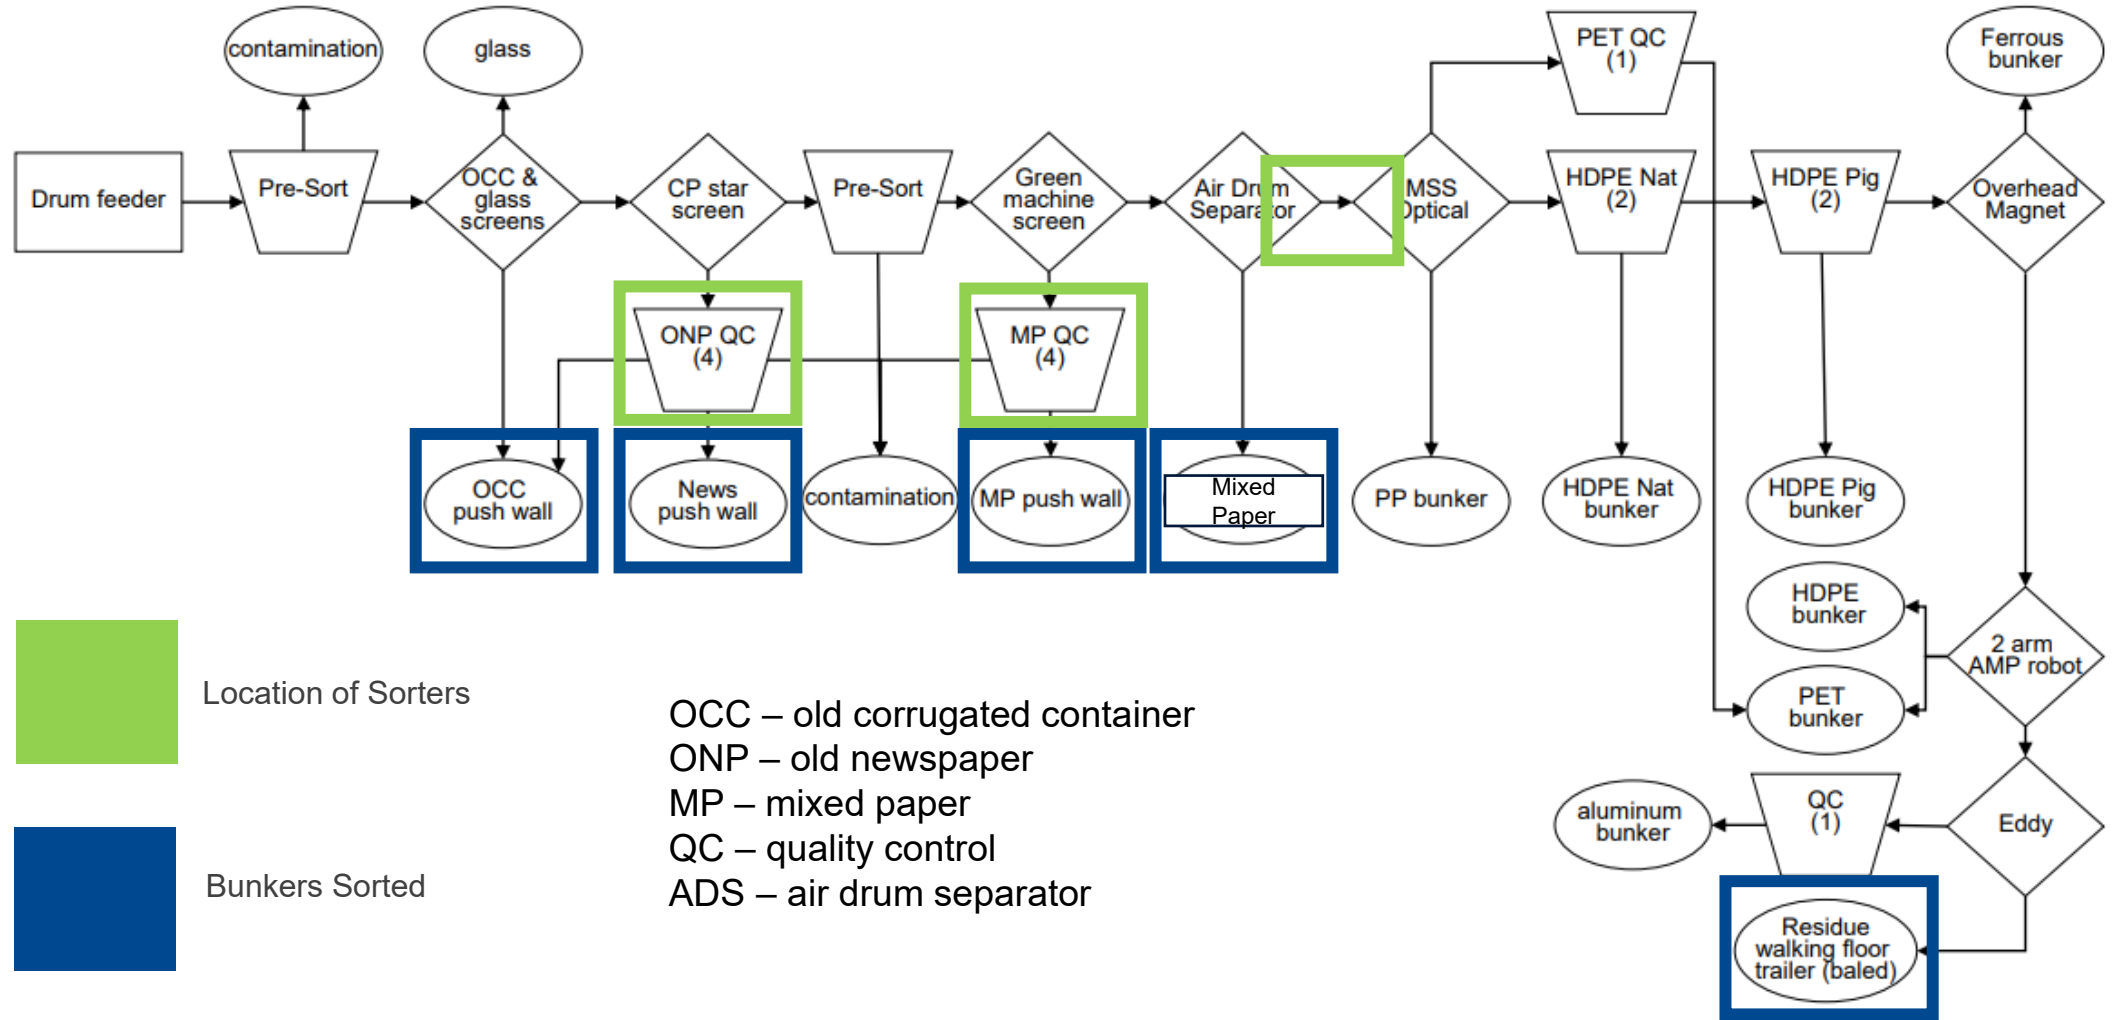 contamination
glass
PET QC
(1)
Ferrous
bunker
Drum feeder
Pre-Sort
OCC &
glass
screens
CP star
screen
Pre-Sort
Green
machine
screen
Air Drum
Separator
MSS
Optical
HDPE Nat
(2)
HDPE Pig
(2)
Overhead
Magnet
ONP QC
(4)
MP QC
(4)
OCC
push wall
News
push wall
contamination
MP push wall
Mixed
Paper
PP bunker
HDPE Nat
bunker
HDPE Pig
bunker
HDPE
bunker
2 arm
AMP robot
PET
bunker
Location of Sorters
OCC – old corrugated container
ONP – old newspaper
MP – mixed paper
QC – quality control
ADS – air drum separator
Bunkers Sorted
aluminum
bunker
QC
(1)
Eddy
Residue
walking floor
trailer (baled)